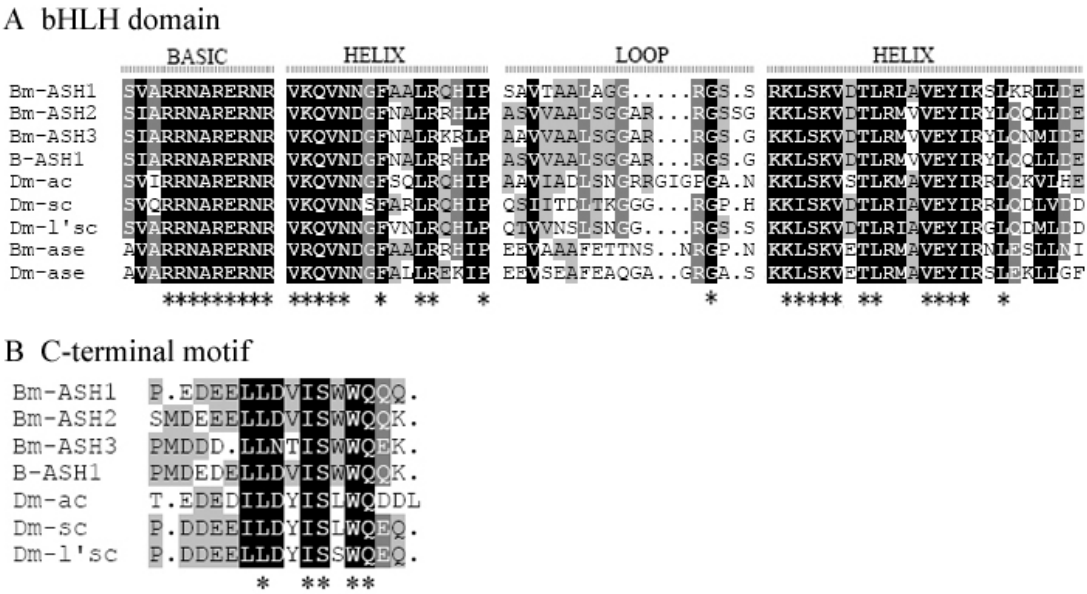 A bHLH domain
BASIC HELIX LOOP HELIX
Bm-ASH1 SVARRNARERNR VKQVNNGFAALRQHIP SAVTAALAGG.....RGS.S RKLSKVDTLRLAVEYIKSLKRLLDE
Bm-ASH2 SIARRNARERNR VKQVNDGFNALRRHLP ASVVAALSGGAR...RGSSG KKLSKVDTLRMVVEYIRYLQQLLDE
Bm-ASH3 SIARRNARERNR VKQVNDGFNALRKRLP AAVVAALSGGAR...RGS.G KKLSKVDTLRMVVEYIRYLQNMIDE
B-ASH1 SIARRNARERNR VKQVNDGFNALRRHLP ASVVAALSGGAR...RGS.G KKLSKVDTLRMVVEYIRYLQQLLDE
Dm-ac SVIRRNARERNR VKQVNNGFSQLRQHIP AAVIADLSNGRRGIGPGA.N KKLSKVSTLKMAVEYIRRLQKVLHE
Dm-sc SVQRRNARERNR VKQVNNSFARLRQHIP QSIITDLTKGGG...RGP.H KKISKVDTLRIAVEYIRRLQDLVDD
Dm-l'sc SVARRNARERNR VKQVNNGFVNLRQHIP QTVVNSLSNGG....RGS.S KKLSKVDTLRIAVEYIRGLQDMLDD
Bm-ase AVARRNARERNR VRQVNNGFAALRRHIP EEVAAAFETTNS..NRGP.N KKLSKVETLRMAVEYIRNLESLLNI
Dm-ase AVARRNARERNR VKQVNNGFALLREKIP EEVSEAFEAQGA..GRGA.S KKLSKVETLRMAVEYIRSLEKLLGF
********* ***** * ** * * ***** ** **** *
B C-terminal motif
Bm-ASH1 P.EDEELLDVISWWQQQ.
Bm-ASH2 SMDEEELLDVISWWQQK.
Bm-ASH3 PMDDD.LLNTISWWQEK.
B-ASH1 PMDEDELLDVISWWQQK.
Dm-ac T.EDEDILDYISLWQDDL
Dm-sc P.DDEEILDYISLWQEQ.
Dm-l'sc P.DDEELLDYISSWQEQ.
* ** **